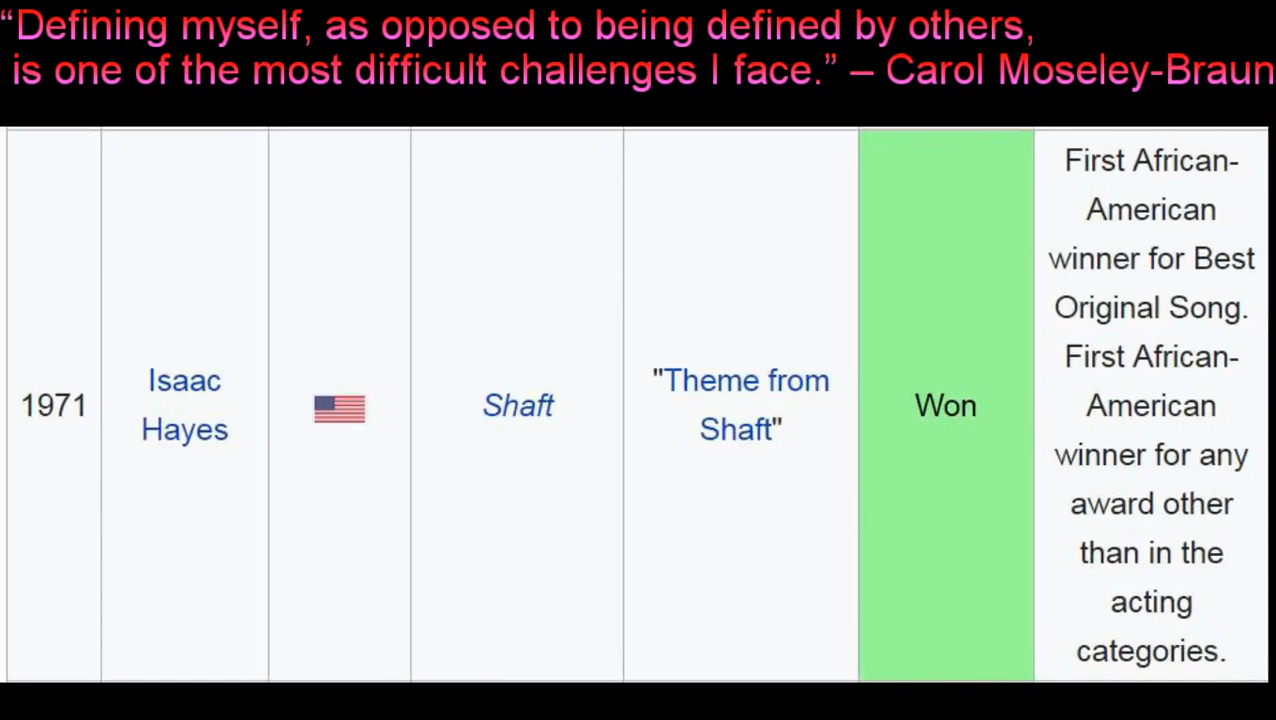 “Defining myself, as opposed to being defined by others,
is one of the most difficult challenges I face.” – Carol Moseley-Braun
1971
Isaac
Hayes
Shaft
"Theme from
Shaft"
Won
First African-
American
winner for Best
Original Song.
First African-
American
winner for any
award other
than in the
acting
categories.